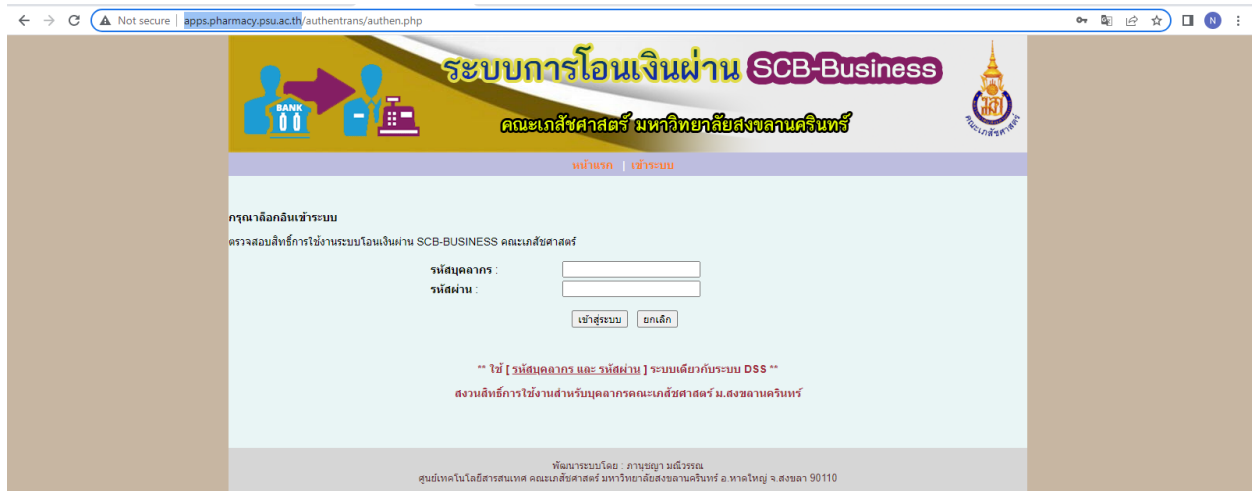 Not secure | apps.pharmacy.psu.ac.th/authentrans/authen.php
N
ระบบการโอนเงินผ่าน SCB-Business
BANK
คณะเภสัชศาสตร์ มหาวิทยาลัยสงขลานครินทร์
คณะเภสัชศาสตร์
หน้าแรก | เข้าระบบ
กรุณาล็อกอินเข้าระบบ
ตรวจสอบสิทธิ์การใช้งานระบบโอนเงินผ่าน SCB-BUSINESS คณะเภสัชศาสตร์
รหัสบุคลากร :
รหัสผ่าน :
เข้าสู่ระบบ ยกเลิก
** ใช้ [ รหัสบุคลากร และ รหัสผ่าน ] ระบบเดียวกับระบบ DSS **
สงวนสิทธิ์การใช้งานสำหรับบุคลากรคณะเภสัชศาสตร์ ม.สงขลานครินทร์
พัฒนาระบบโดย : ภานุชญา มณีวรรณ
ศูนย์เทคโนโลยีสารสนเทศ คณะเภสัชศาสตร์ มหาวิทยาลัยสงขลานครินทร์ อ.หาดใหญ่ จ.สงขลา 90110